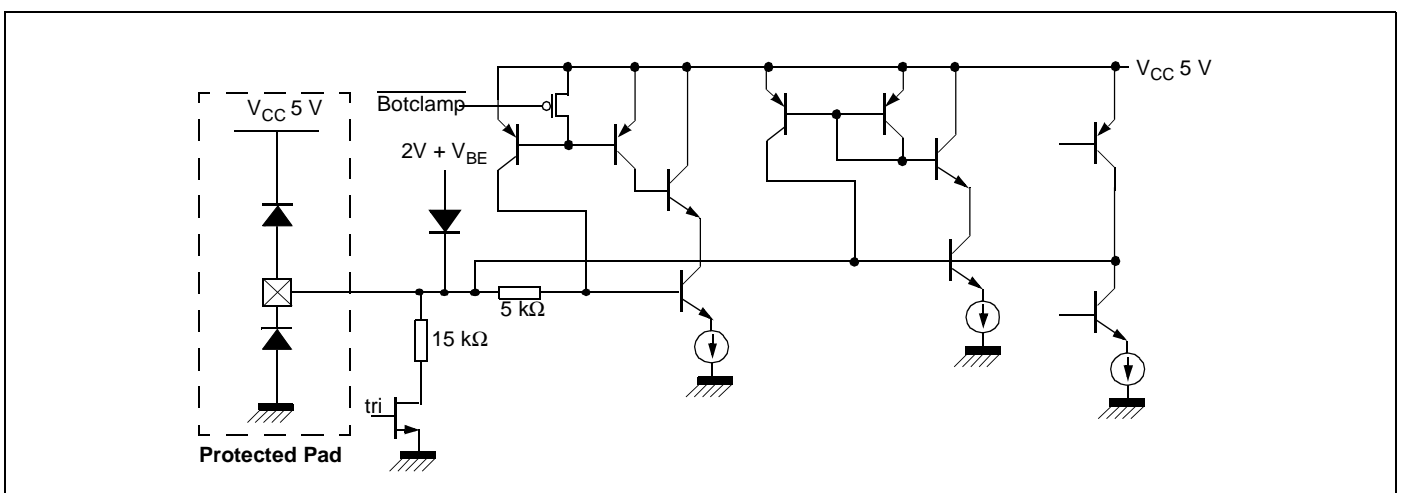 V_CC 5 V
Botclamp
2V + V_BE
V_CC 5 V
5 kΩ
15 kΩ
tri
Protected Pad